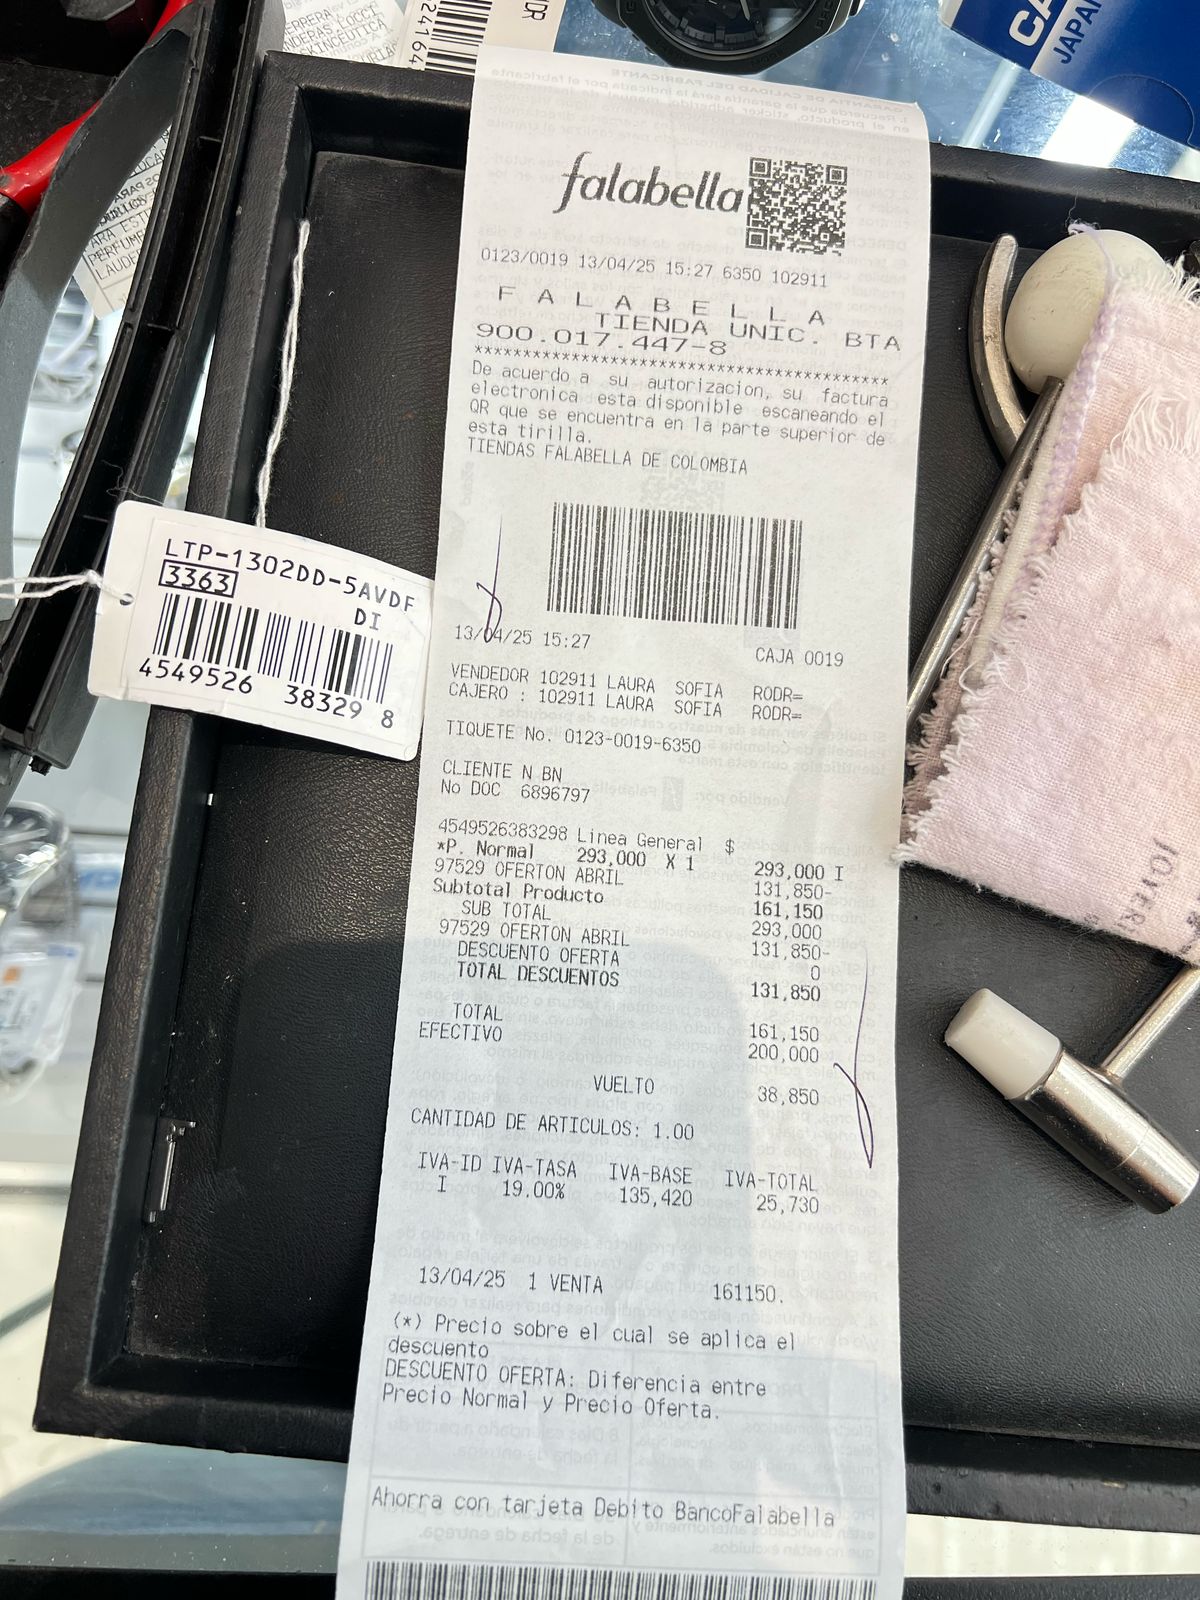 falabella
0123/0019 13/04/25 15:27 6350 102911
F A L A B E L L A
TIENDA UNIC. BTA
900.017.447-8
******************************************
De acuerdo a su autorizacion, su factura
electronica esta disponible escaneando el
QR que se encuentra en la parte superior de
esta tirilla.
TIENDAS FALABELLA DE COLOMBIA
13/04/25 15:27 CAJA 0019
VENDEDOR 102911 LAURA SOFIA RODR=
CAJERO : 102911 LAURA SOFIA RODR=
TIQUETE No. 0123-0019-6350
CLIENTE N BN
No DOC 6896797
4549526383298 Linea General $
*P. Normal 293,000 X 1 293,000 I
97529 OFERTON ABRIL 131,850-
Subtotal Producto 161,150
SUB TOTAL 293,000
97529 OFERTON ABRIL 131,850-
DESCUENTO OFERTA 0
TOTAL DESCUENTOS 131,850
TOTAL 161,150
EFECTIVO 200,000
VUELTO 38,850
CANTIDAD DE ARTICULOS: 1.00
IVA-ID IVA-TASA IVA-BASE IVA-TOTAL
I 19.00% 135,420 25,730
13/04/25 1 VENTA 161150.
(*) Precio sobre el cual se aplica el
descuento
DESCUENTO OFERTA: Diferencia entre
Precio Normal y Precio Oferta.
Ahorra con tarjeta Debito BancoFalabella
LTP-1302DD-5AVDF
3363 DI
4549526 38329 8
CA
JAPA